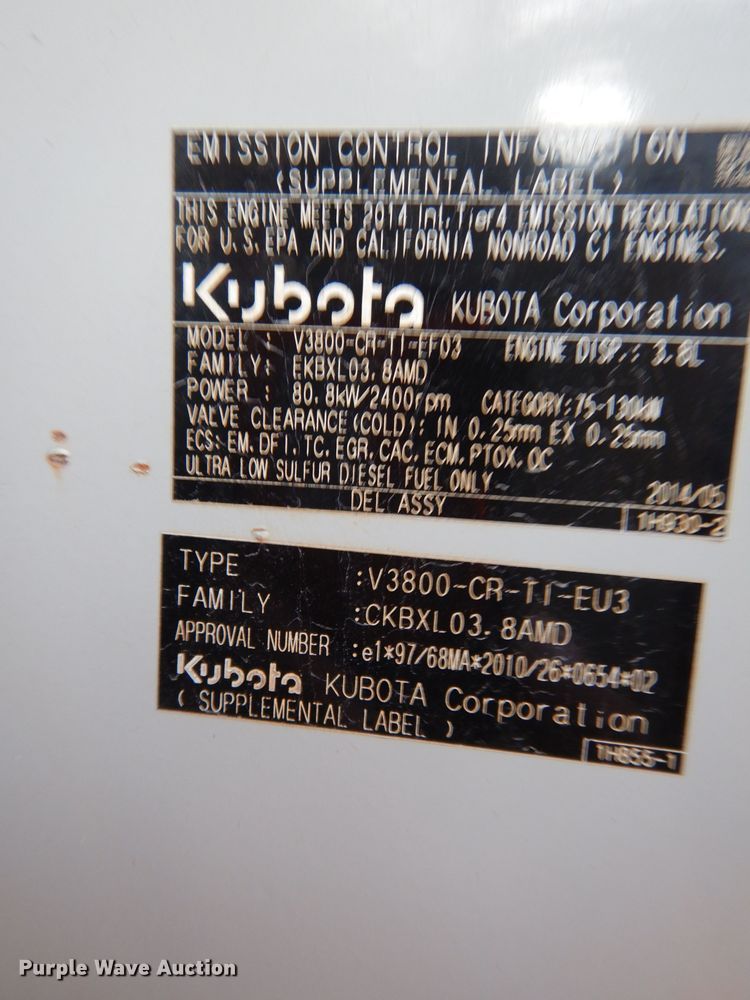 EMISSION CONTROL INFORMATION
(SUPPLEMENTAL LABEL)
THIS ENGINE MEETS 2014 Int. Tier4 EMISSION REGULATION
FOR U.S. EPA AND CALIFORNIA NONROAD CI ENGINES.
Kubota KUBOTA Corporation
MODEL : V3800-CR-TI-EF03 ENGINE DISP.: 3.8L
FAMILY: EKBXL03.8AMD
POWER : 80.8kW/2400rpm CATEGORY:75-130kW
VALVE CLEARANCE(COLD): IN 0.25mm EX 0.25mm
ECS: EM, DFI, TC, EGR, CAC, ECM, PTOX, OC
ULTRA LOW SULFUR DIESEL FUEL ONLY
2014/05
DEL ASSY
1H930-2
TYPE :V3800-CR-TI-EU3
FAMILY :CKBXL03.8AMD
APPROVAL NUMBER :e1*97/68MA*2010/26*0654*02
Kubota KUBOTA Corporation
( SUPPLEMENTAL LABEL )
1H855-1
Purple Wave Auction